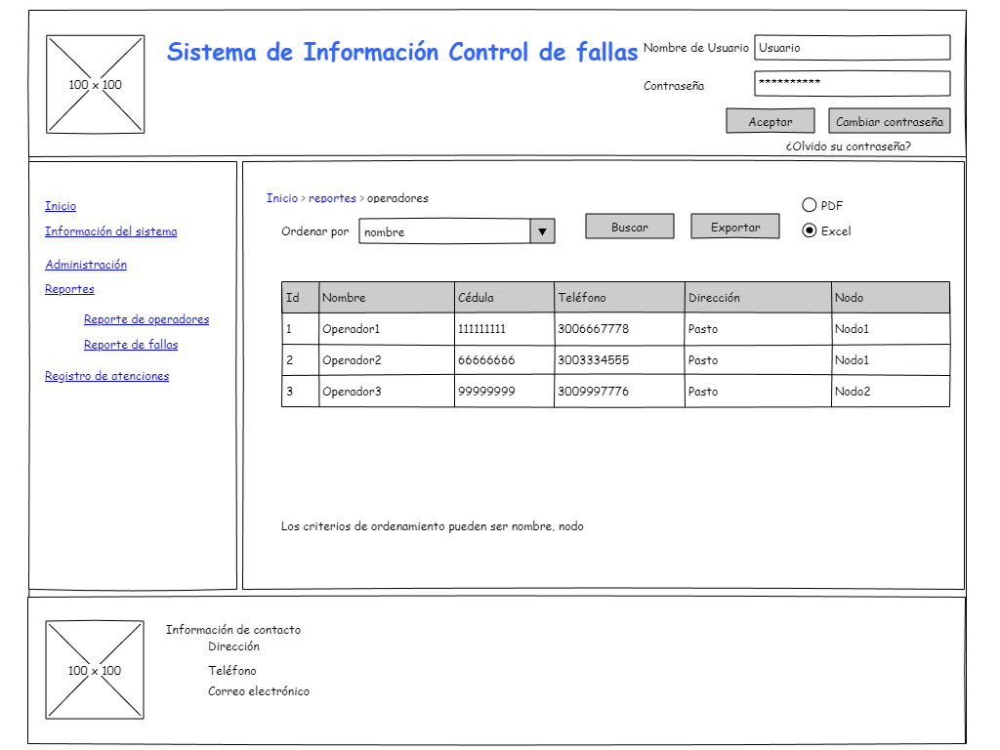 100 x 100
Sistema de Información Control de fallas
Nombre de Usuario Usuario
Contraseña **********
Aceptar Cambiar contraseña
¿Olvido su contraseña?
Inicio
Información del sistema
Administración
Reportes
Reporte de operadores
Reporte de fallas
Registro de atenciones
Inicio > reportes > operadores
Ordenar por nombre Buscar Exportar
PDF
Excel
Id Nombre Cédula Teléfono Dirección Nodo
1 Operador1 111111111 3006667778 Pasto Nodo1
2 Operador2 66666666 3003334555 Pasto Nodo1
3 Operador3 99999999 3009997776 Pasto Nodo2
Los criterios de ordenamiento pueden ser nombre, nodo
100 x 100
Información de contacto
Dirección
Teléfono
Correo electrónico